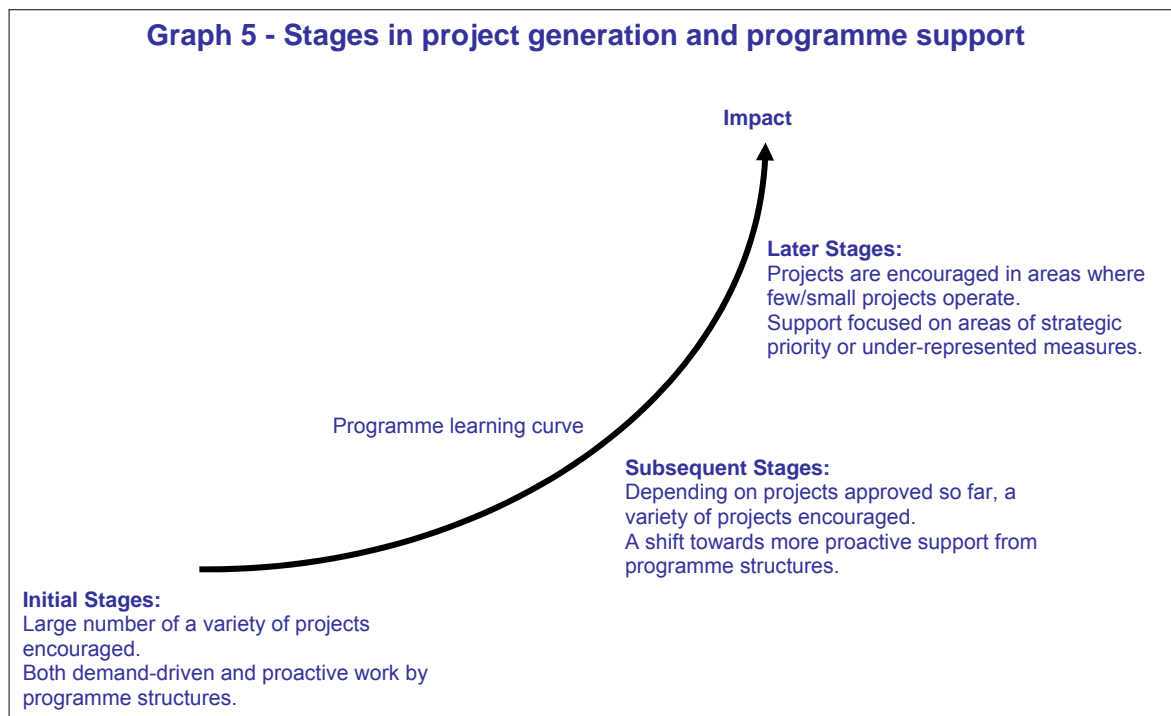 Graph 5 - Stages in project generation and programme support
Impact
Later Stages:
Projects are encouraged in areas where
few/small projects operate.
Support focused on areas of strategic
priority or under-represented measures.
Programme learning curve
Subsequent Stages:
Depending on projects approved so far, a
variety of projects encouraged.
A shift towards more proactive support from
programme structures.
Initial Stages:
Large number of a variety of projects
encouraged.
Both demand-driven and proactive work by
programme structures.